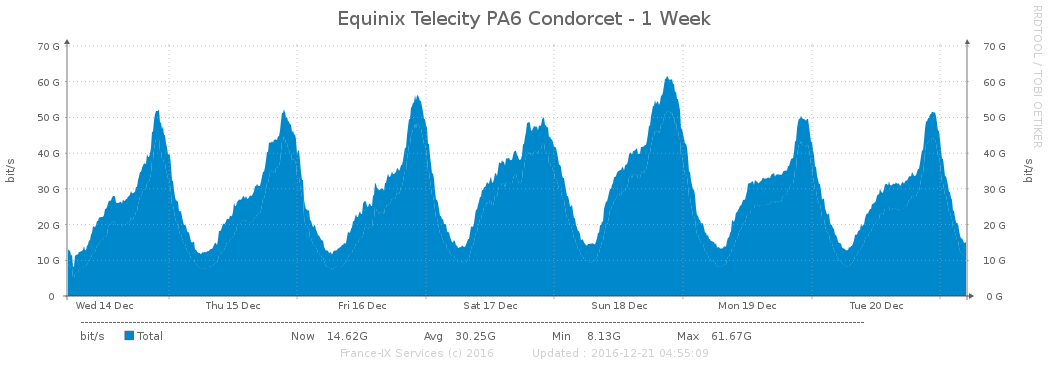 Equinix Telecity PA6 Condorcet - 1 Week
RRDTOOL / TOBI OETIKER
70 G 70 G
60 G 60 G
50 G 50 G
40 G 40 G
30 G 30 G
20 G 20 G
10 G 10 G
0 0 G
bit/s bit/s
Wed 14 Dec Thu 15 Dec Fri 16 Dec Sat 17 Dec Sun 18 Dec Mon 19 Dec Tue 20 Dec
bit/s Total Now 14.62G Avg 30.25G Min 8.13G Max 61.67G
France-IX Services (c) 2016 Updated : 2016-12-21 04:55:09